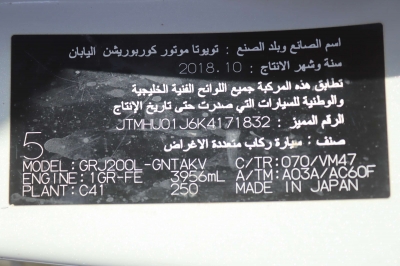 اسم الصانع وبلد الصنع : تويوتا موتور كوربوريشن اليابان
سنة وشهر الانتاج : 2018.10
تطابق هذه المركبة جميع اللوائح الفنية الخليجية
والوطنية للسيارات التي صدرت حتى تاريخ الإنتاج
الرقم المميز : JTMHU01J6K4171832
صنف : سيارة ركاب متعددة الاغراض
5
MODEL: GRJ200L-GNTAKV C/TR: 070/VM47
ENGINE: 1GR-FE 3956mL A/TM: A03A/AC60F
PLANT: C41 250 MADE IN JAPAN